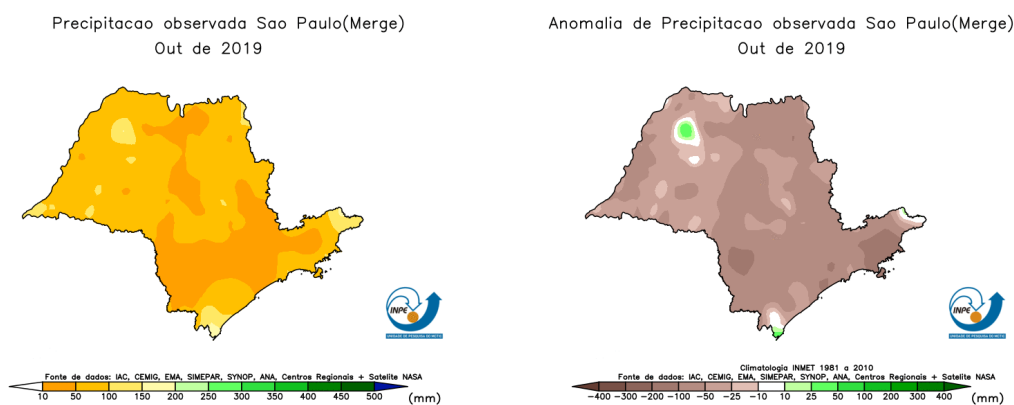 Precipitacao observada Sao Paulo(Merge)
Out de 2019
INPE
Fonte de dados: IAC, CEMIG, EMA, SIMEPAR, SYNOP, ANA, Centros Regionais + Satelite NASA
10 50 100 150 200 250 300 350 400 450 500 (mm)
Anomalia de Precipitacao observada Sao Paulo(Merge)
Out de 2019
INPE
Climatologia INMET 1981 a 2010
Fonte de dados: IAC, CEMIG, EMA, SIMEPAR, SYNOP, ANA, Centros Regionais + Satelite NASA
-400 -300 -200 -100 -50 -25 -10 10 25 50 100 200 300 400 (mm)